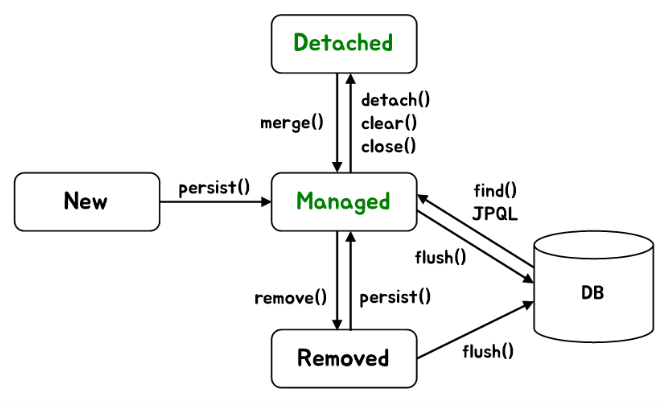 Detached
merge()
detach()
clear()
close()
New
persist()
Managed
find()
JPQL
flush()
DB
remove()
persist()
Removed
flush()